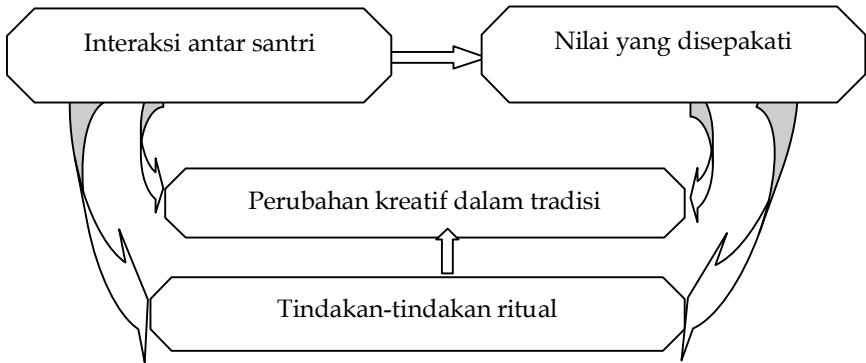 Interaksi antar santri
Nilai yang disepakati
Perubahan kreatif dalam tradisi
Tindakan-tindakan ritual